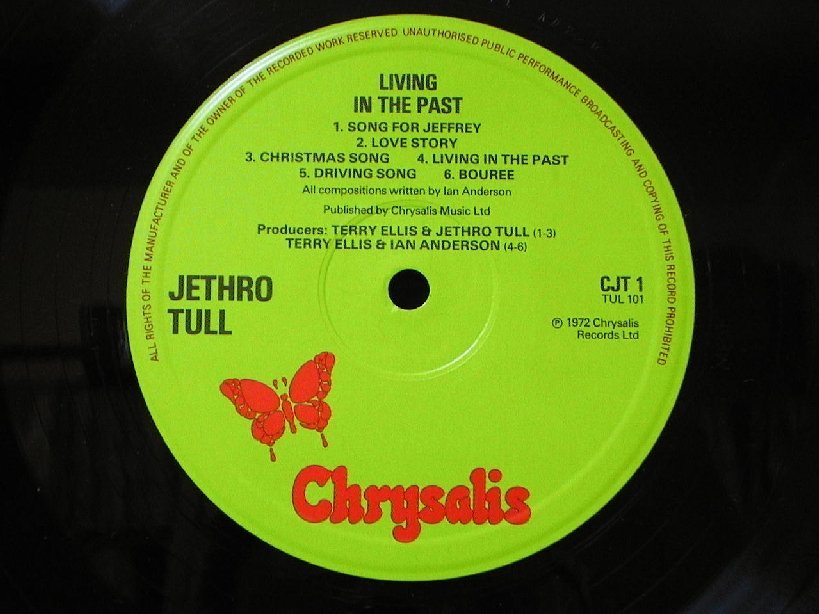 ALL RIGHTS OF THE MANUFACTURER AND OF THE OWNER OF THE RECORDED WORK RESERVED UNAUTHORISED PUBLIC PERFORMANCE BROADCASTING AND COPYING OF THIS RECORD PROHIBITED
LIVING
IN THE PAST
1. SONG FOR JEFFREY
2. LOVE STORY
3. CHRISTMAS SONG 4. LIVING IN THE PAST
5. DRIVING SONG 6. BOUREE
All compositions written by Ian Anderson
Published by Chrysalis Music Ltd
Producers: TERRY ELLIS & JETHRO TULL (1-3)
TERRY ELLIS & IAN ANDERSON (4-6)
JETHRO
TULL
CJT 1
TUL 101
℗ 1972 Chrysalis
Records Ltd
Chrysalis